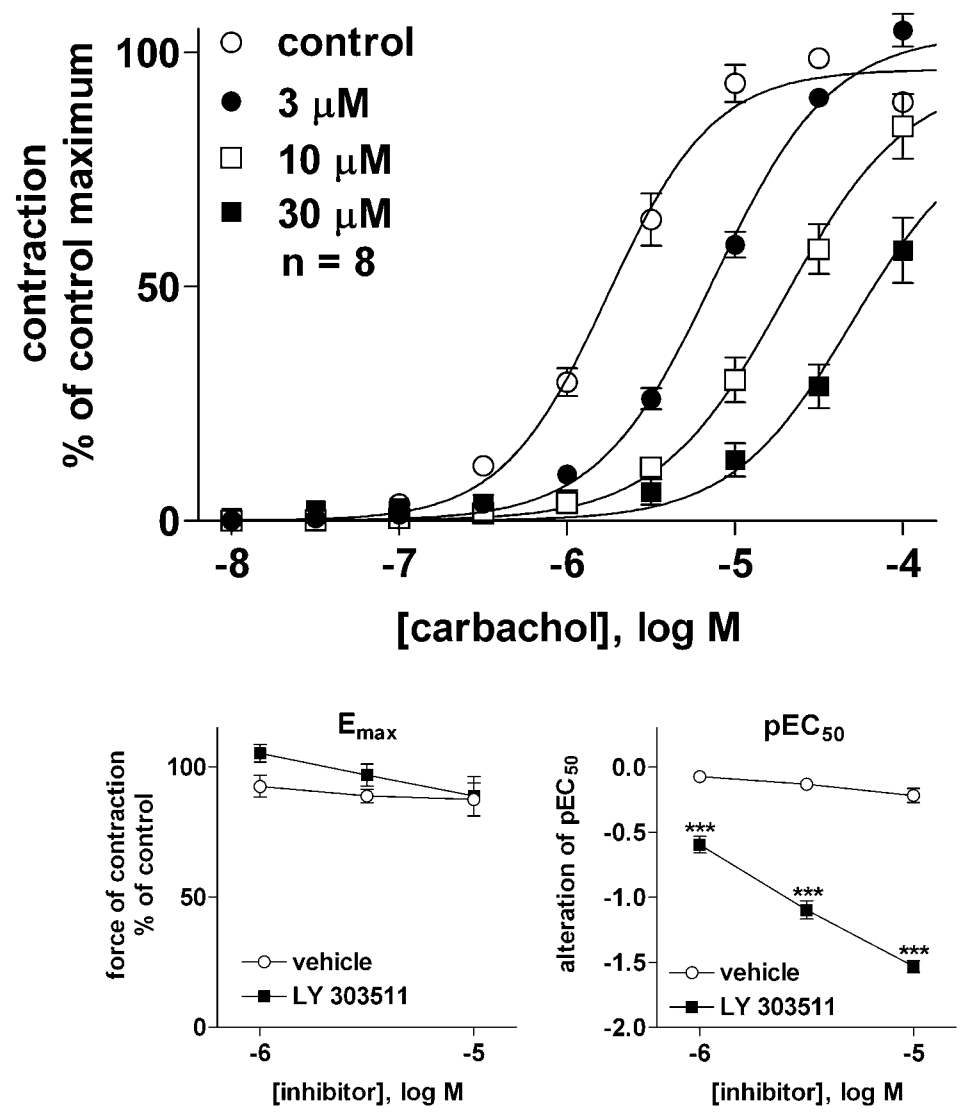 control
3 μM
10 μM
30 μM
n = 8
contraction
% of control maximum
100
50
0
-8 -7 -6 -5 -4
[carbachol], log M
Emax
force of contraction
% of control
100
50
0
vehicle
LY 303511
-6 -5
[inhibitor], log M
pEC50
alteration of pEC50
0.0
-0.5
-1.0
-1.5
-2.0
***
***
***
vehicle
LY 303511
-6 -5
[inhibitor], log M